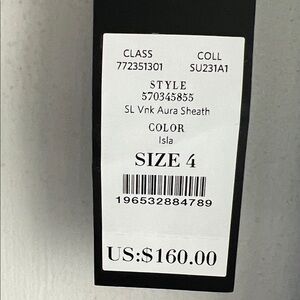 CLASS COLL
772351301 SU231A1
STYLE
570345855
SL Vnk Aura Sheath
COLOR
Isla
SIZE 4
196532884789
US:$160.00